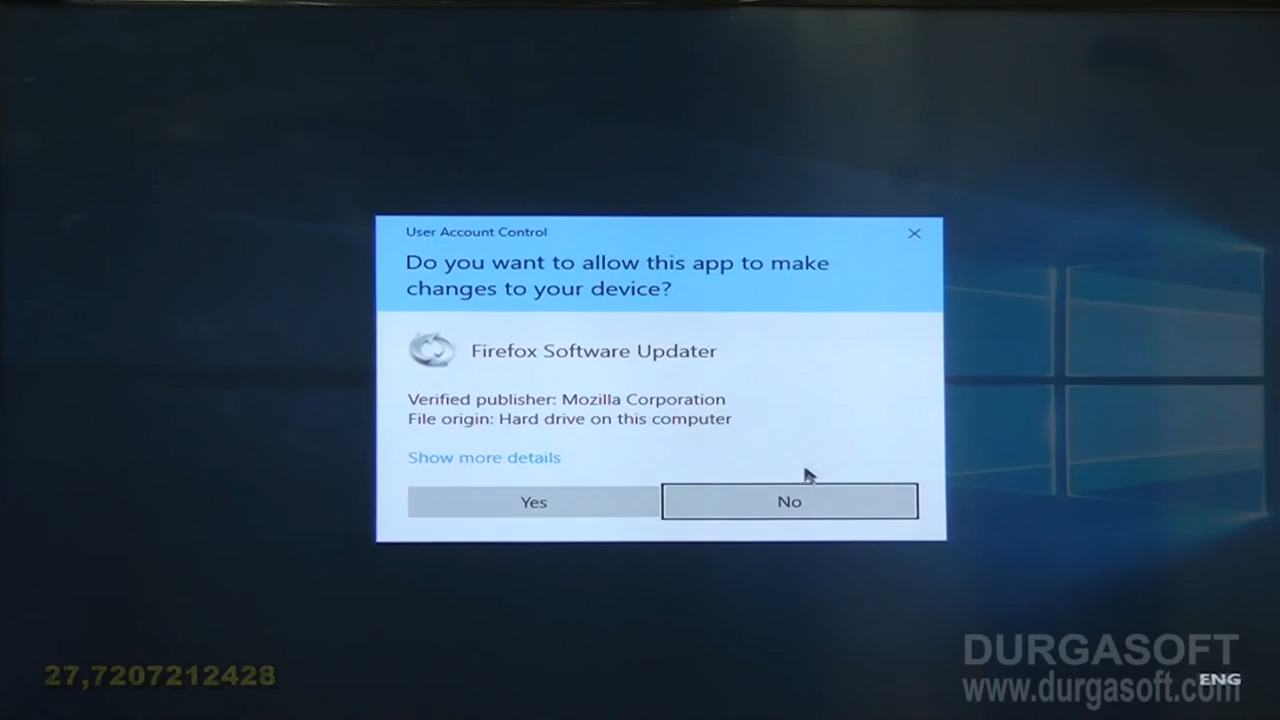 User Account Control
Do you want to allow this app to make
changes to your device?
Firefox Software Updater
Verified publisher: Mozilla Corporation
File origin: Hard drive on this computer
Show more details
Yes
No
27,7207212428
DURGASOFT
ENG
www.durgasoft.com